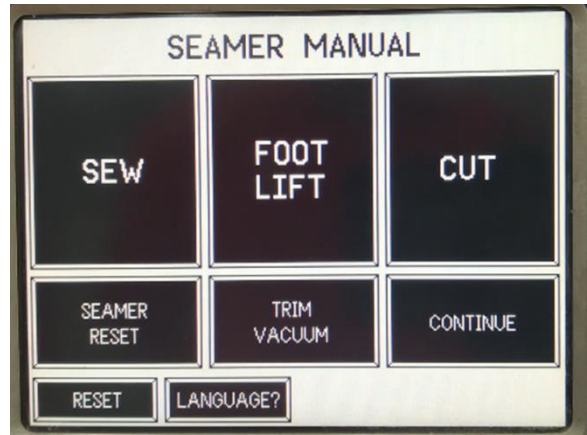 SEAMER MANUAL
SEW
FOOT
LIFT
CUT
SEAMER
RESET
TRIM
VACUUM
CONTINUE
RESET
LANGUAGE?